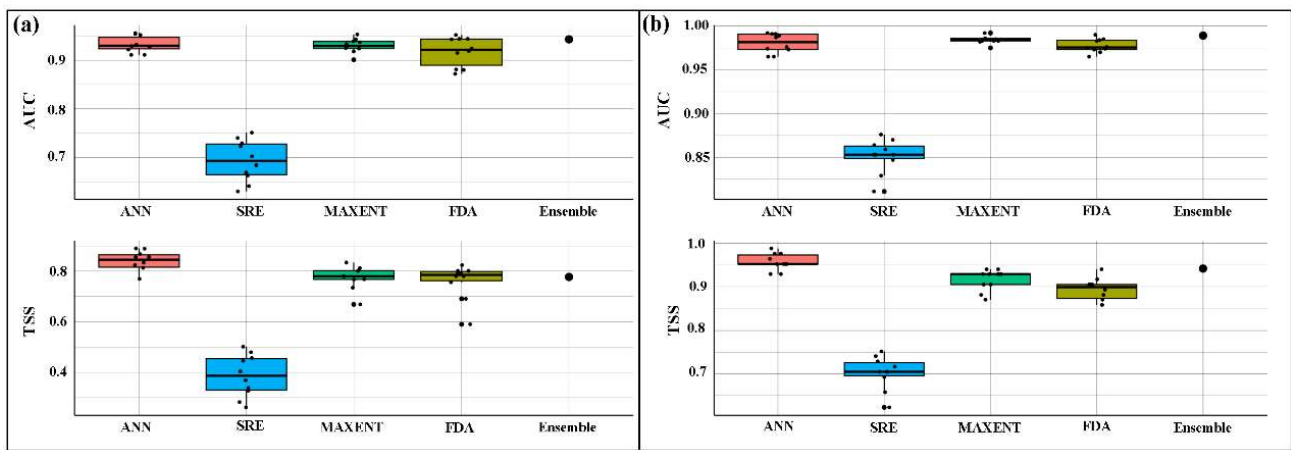 (a)
AUC
0.9
0.8
0.7
ANN SRE MAXENT FDA Ensemble
TSS
0.8
0.6
0.4
ANN SRE MAXENT FDA Ensemble
(b)
AUC
1.00
0.95
0.90
0.85
ANN SRE MAXENT FDA Ensemble
TSS
1.0
0.9
0.8
0.7
ANN SRE MAXENT FDA Ensemble